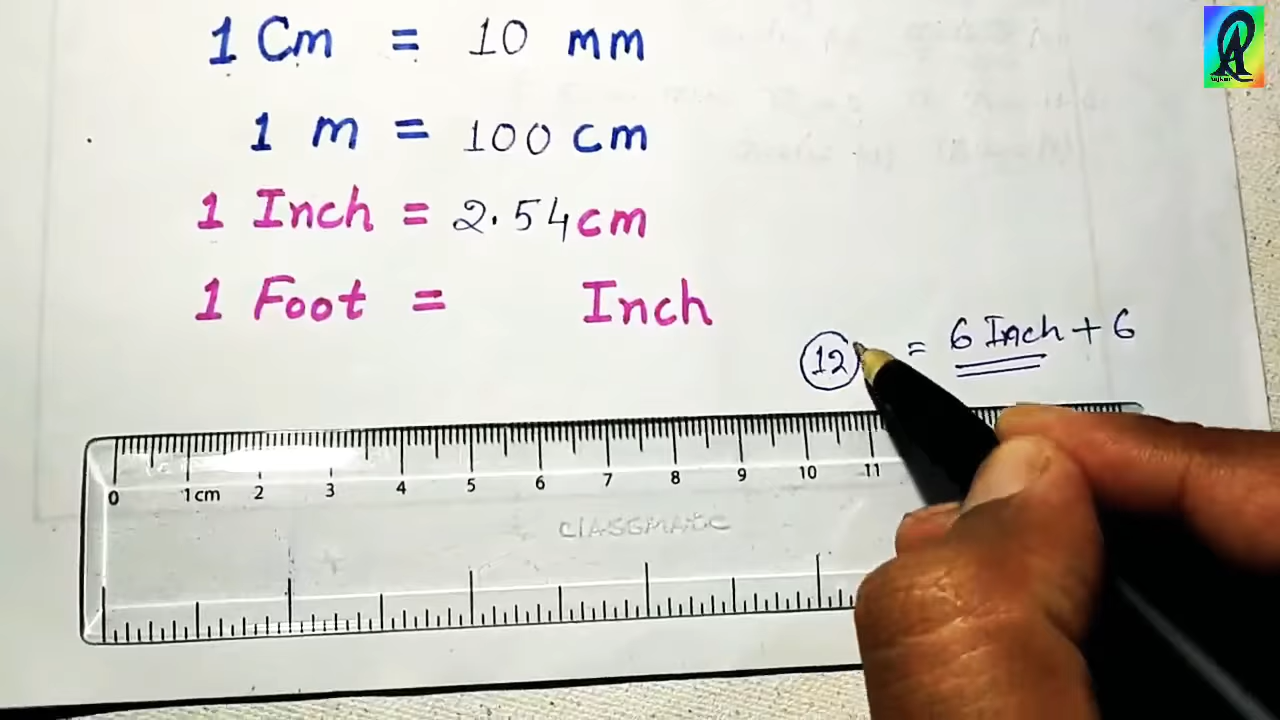 1 Cm = 10 mm
1 m = 100 cm
1 Inch = 2.54 cm
1 Foot = Inch
12 = 6 Inch + 6
0 1cm 2 3 4 5 6 7 8 9 10 11
CLASSMATE